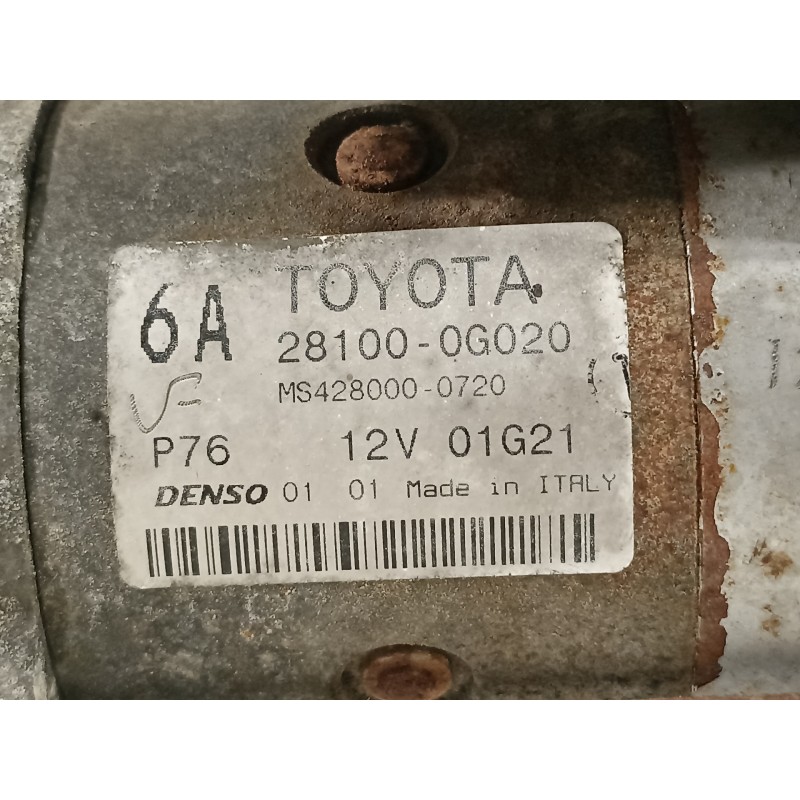 6A TOYOTA
28100-0G020
MS428000-0720
P76 12V 01G21
DENSO 01 01 Made in ITALY